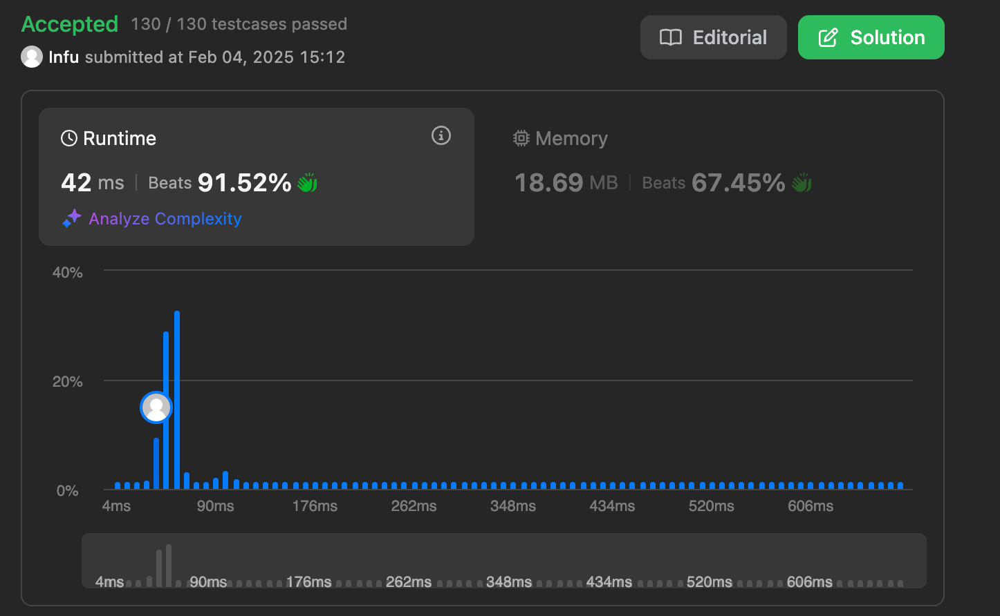 Accepted 130 / 130 testcases passed
Infu submitted at Feb 04, 2025 15:12
Editorial
Solution
Runtime
42 ms | Beats 91.52%
Analyze Complexity
Memory
18.69 MB | Beats 67.45%
40%
20%
0%
4ms 90ms 176ms 262ms 348ms 434ms 520ms 606ms
4ms 90ms 176ms 262ms 348ms 434ms 520ms 606ms